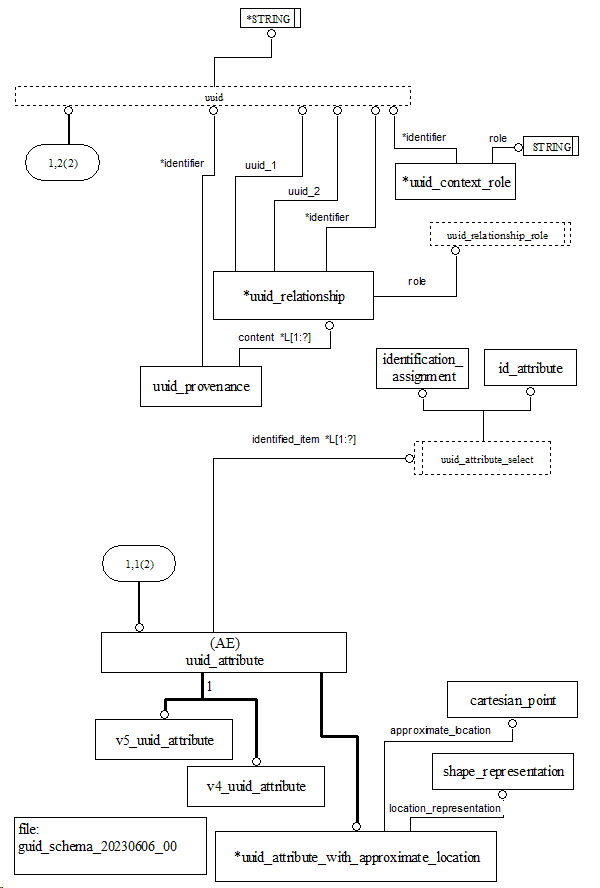 *STRING
uuid
1,2(2)
*identifier
uuid_1
uuid_2
*identifier
*identifier
role
STRING
*uuid_context_role
uuid_relationship_role
*uuid_relationship
role
content *L[1:?]
uuid_provenance
identification_
assignment
id_attribute
identified_item *L[1:?]
uuid_attribute_select
1,1(2)
(AE)
uuid_attribute
1
v5_uuid_attribute
v4_uuid_attribute
cartesian_point
approximate_location
shape_representation
location_representation
*uuid_attribute_with_approximate_location
file:
guid_schema_20230606_00